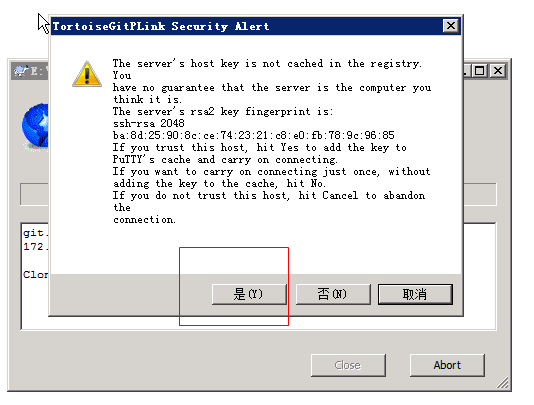 TortoiseGitPLink Security Alert
E:\
The server's host key is not cached in the registry.
You
have no guarantee that the server is the computer you
think it is.
The server's rsa2 key fingerprint is:
ssh-rsa 2048
ba:8d:25:90:8c:ce:74:23:21:c8:e0:fb:78:9c:96:85
If you trust this host, hit Yes to add the key to
PuTTY's cache and carry on connecting.
If you want to carry on connecting just once, without
adding the key to the cache, hit No.
If you do not trust this host, hit Cancel to abandon
the
connection.
git.
172.
Clon
是(Y)
否(N)
取消
Close
Abort